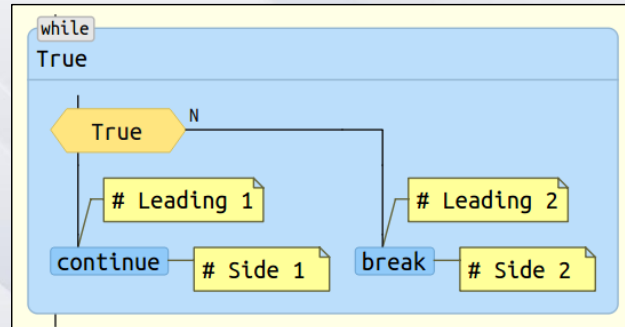 while
True
True
N
# Leading 1
# Leading 2
continue
# Side 1
break
# Side 2